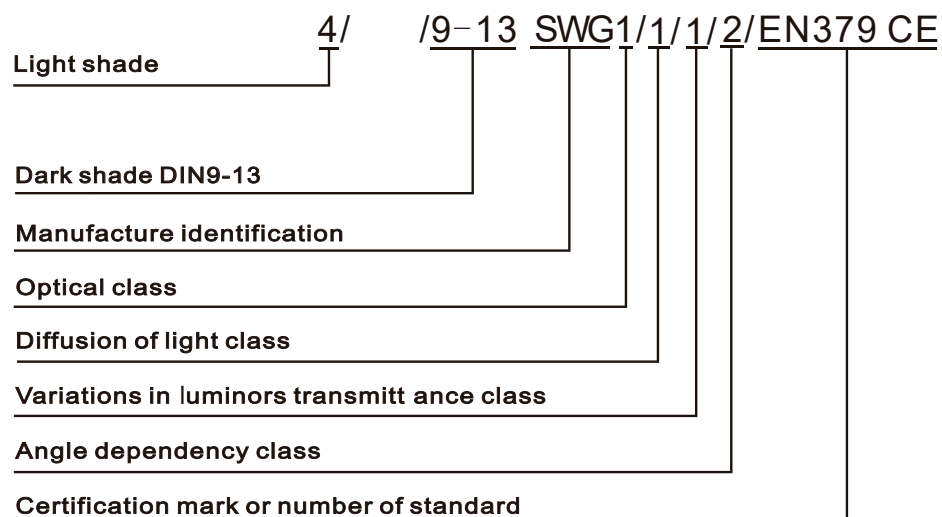 4/ /9-13 SWG1/1/1/2/EN379 CE
Light shade
Dark shade DIN9-13
Manufacture identification
Optical class
Diffusion of light class
Variations in luminors transmitt ance class
Angle dependency class
Certification mark or number of standard